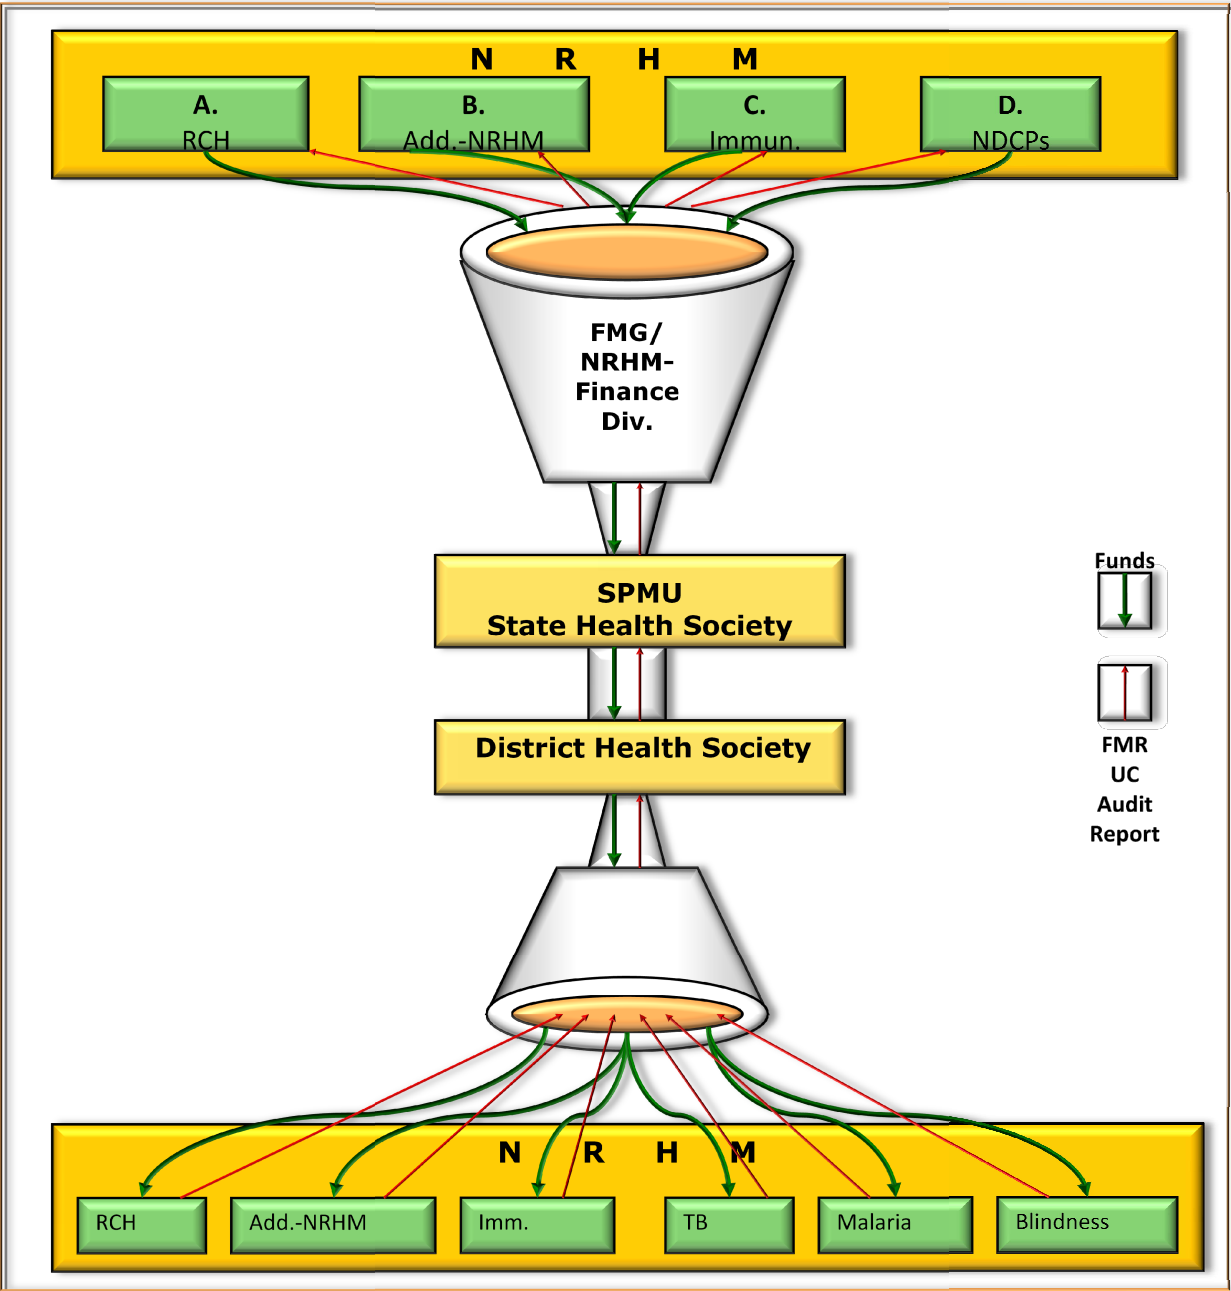 N R H M
A.
RCH
B.
Add.-NRHM
C.
Immun.
D.
NDCPs
FMG/
NRHM-
Finance
Div.
SPMU
State Health Society
District Health Society
Funds
FMR
UC
Audit
Report
N R H M
RCH
Add.-NRHM
Imm.
TB
Malaria
Blindness